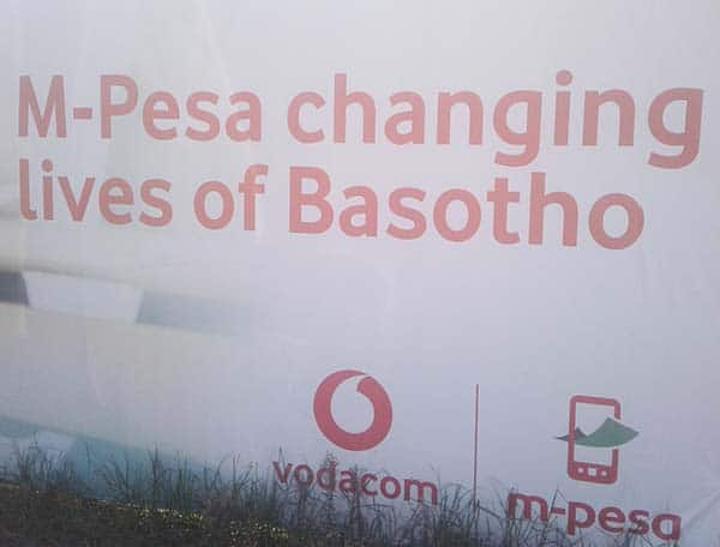 M-Pesa changing
lives of Basotho
vodacom
m-pesa